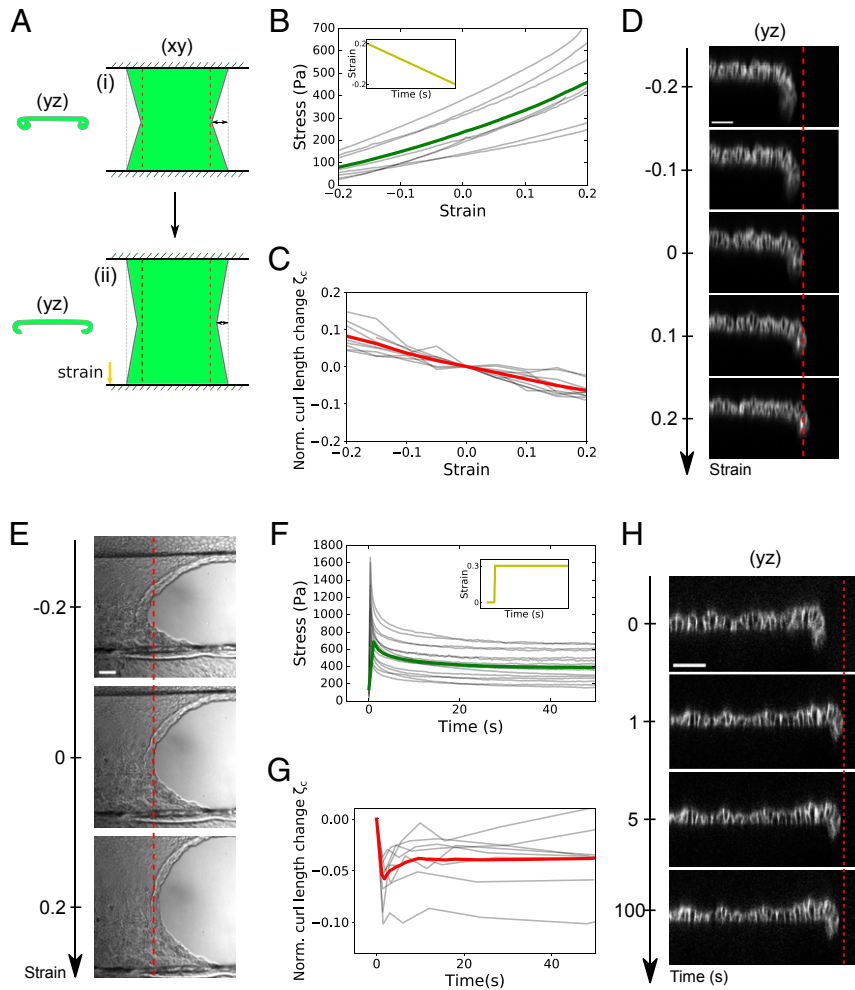 A
(xy)
(i)
(yz)
(ii)
(yz)
strain
B
Stress (Pa)
700
600
500
400
300
200
100
0
−0.2
−0.1
0.0
0.1
0.2
Strain
0.2
-0.2
Strain
Time (s)
C
Norm. curl length change ζc
0.2
0.1
0.0
−0.1
−0.2
−0.2
−0.1
0.0
0.1
0.2
Strain
D
(yz)
-0.2
-0.1
0
0.1
0.2
Strain
E
-0.2
0
0.2
Strain
F
Stress (Pa)
1800
1600
1400
1200
1000
800
600
400
200
0
0
20
40
Time (s)
0.3
0
Strain
Time (s)
G
Norm. curl length change ζc
0.00
−0.05
−0.10
0
20
40
Time(s)
H
(yz)
0
1
5
100
Time (s)